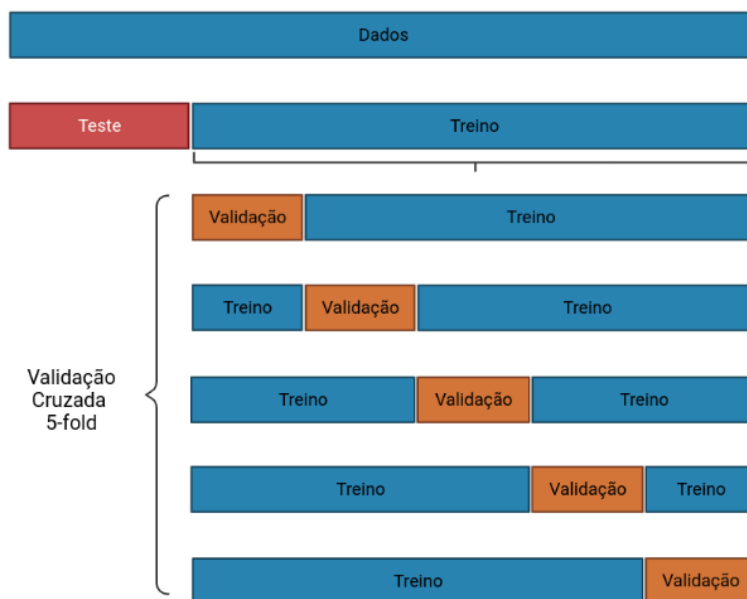 Dados
Teste
Treino
Validação
Treino
Treino
Validação
Treino
Validação
Cruzada
5-fold
Treino
Validação
Treino
Treino
Validação
Treino
Treino
Validação